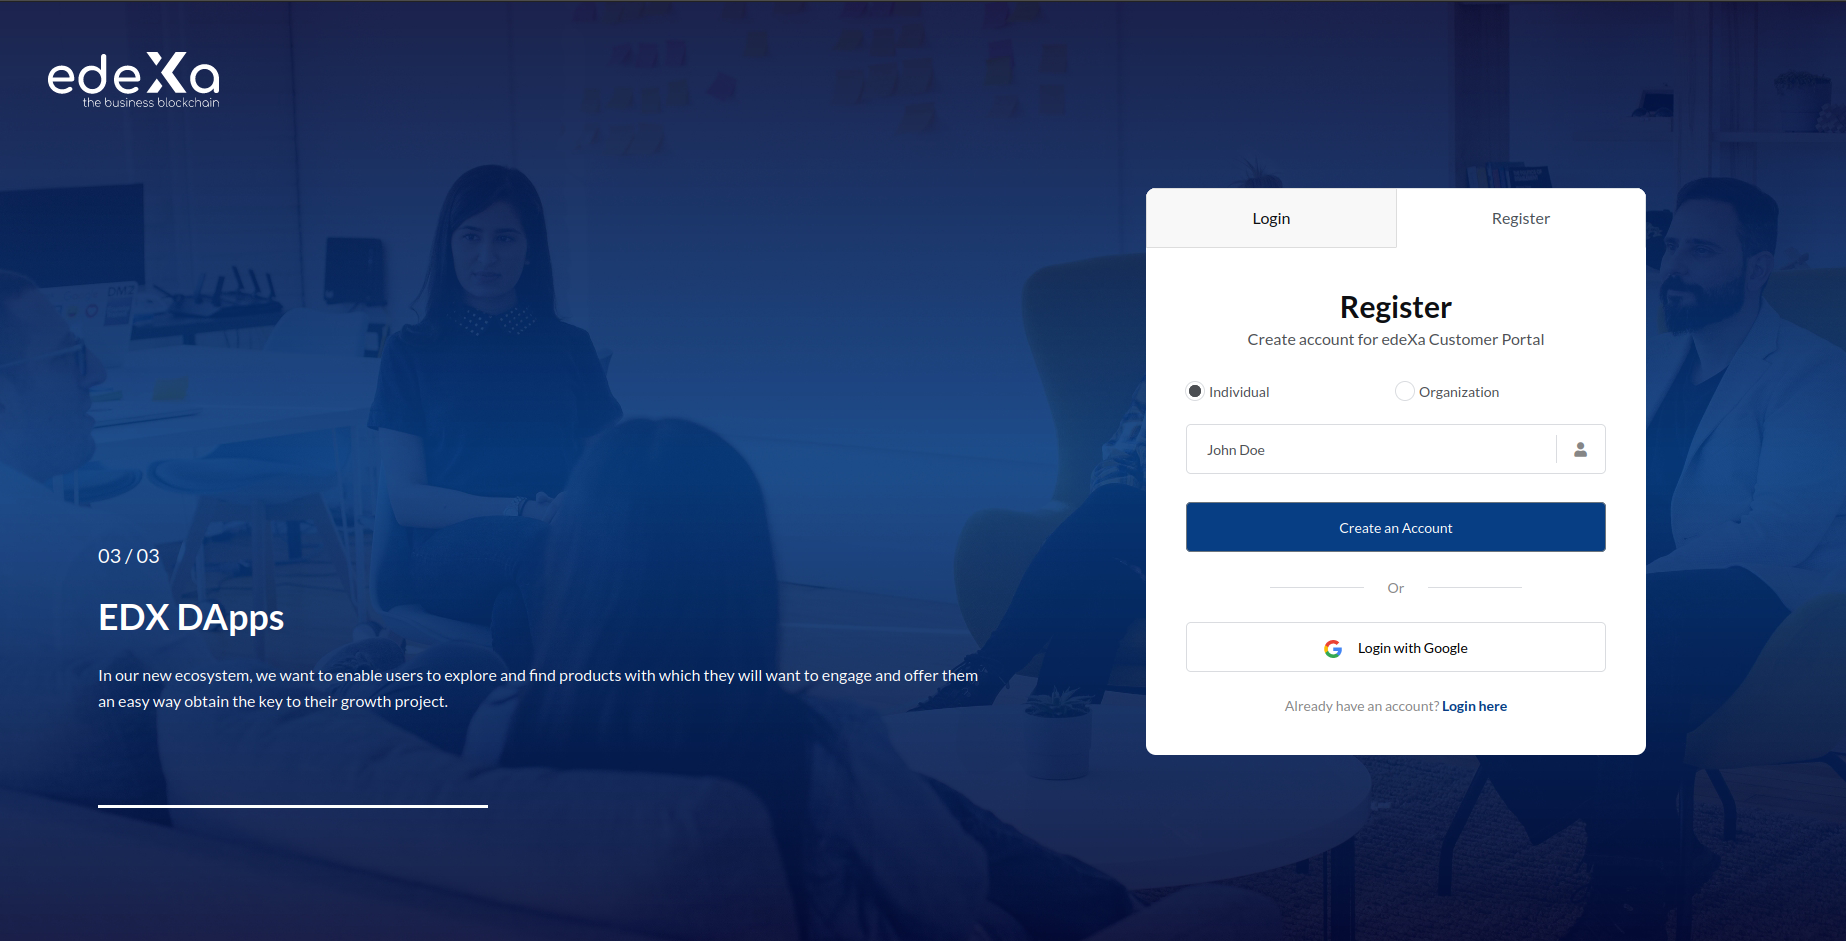 edeXa
the business blockchain
Login
Register
Register
Create account for edeXa Customer Portal
Individual
Organization
John Doe
Create an Account
Or
Login with Google
Already have an account? Login here
03 / 03
EDX DApps
In our new ecosystem, we want to enable users to explore and find products with which they will want to engage and offer them
an easy way obtain the key to their growth project.